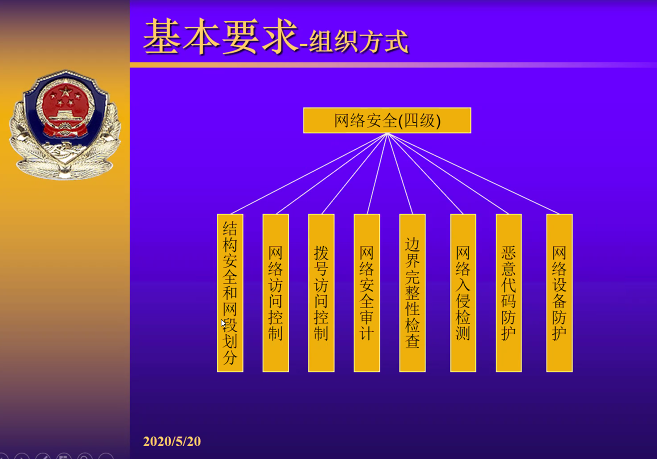 基本要求-组织方式
网络安全(四级)
结构安全和网段划分
网络访问控制
拨号访问控制
网络安全审计
边界完整性检查
网络入侵检测
恶意代码防护
网络设备防护
2020/5/20